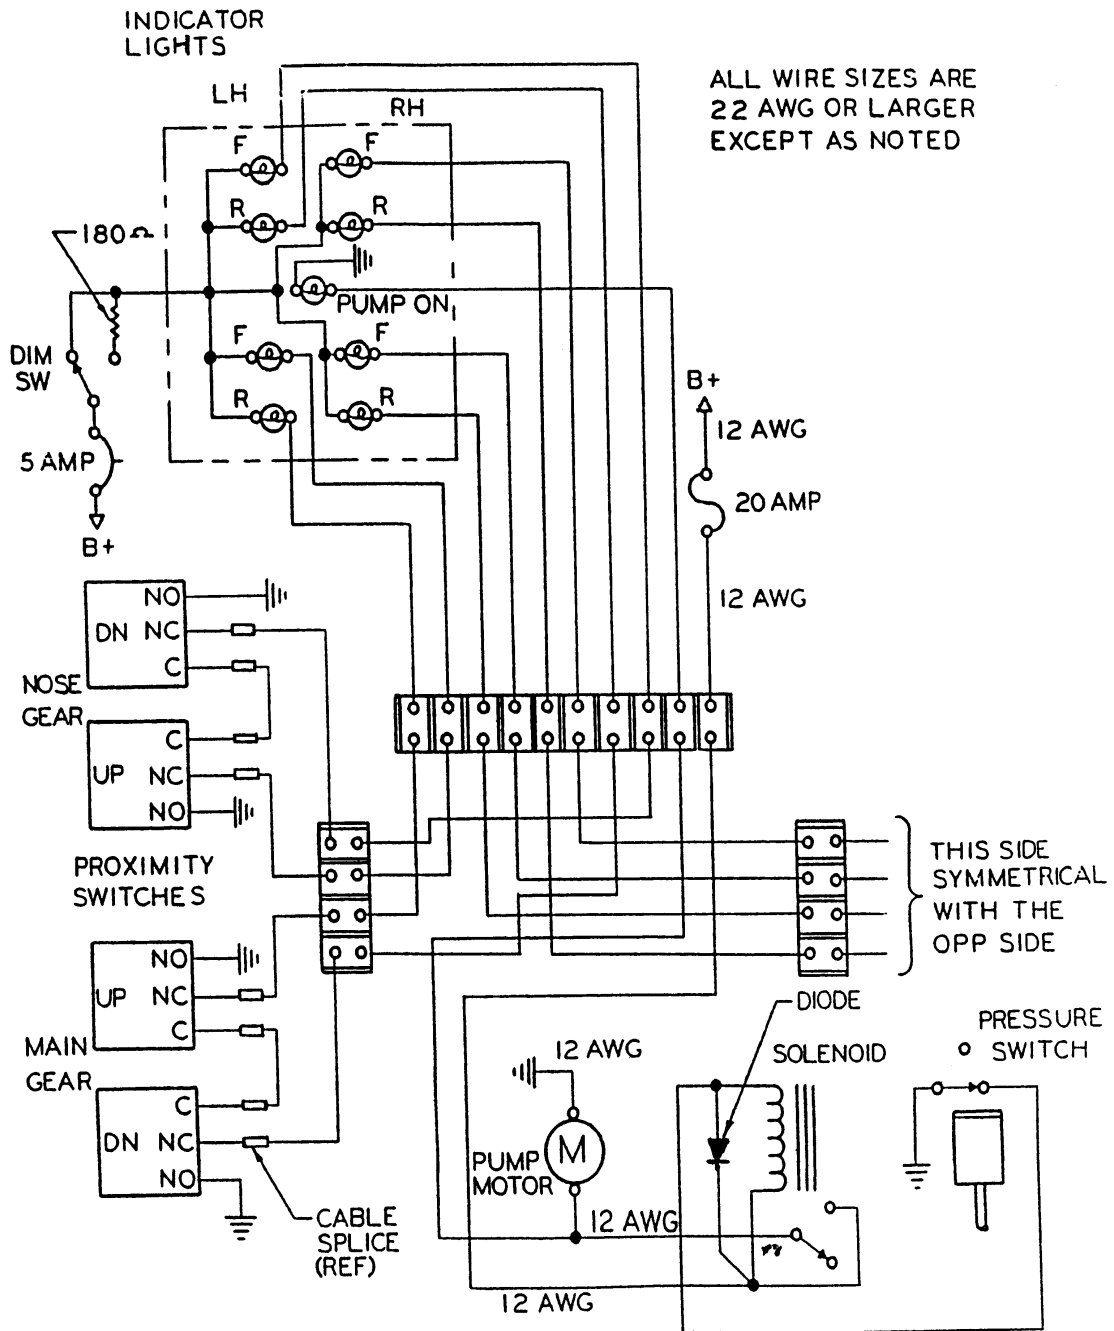 INDICATOR
LIGHTS
LH
RH
ALL WIRE SIZES ARE
22 AWG OR LARGER
EXCEPT AS NOTED
F
F
R
R
180 Ω
PUMP ON
F
F
R
R
DIM
SW
5 AMP
B+
B+
12 AWG
20 AMP
12 AWG
NO
DN NC
C
NOSE
GEAR
C
UP NC
NO
PROXIMITY
SWITCHES
THIS SIDE
SYMMETRICAL
WITH THE
OPP SIDE
NO
UP NC
C
MAIN
GEAR
C
DN NC
NO
CABLE
SPLICE
(REF)
DIODE
SOLENOID
PRESSURE
SWITCH
12 AWG
PUMP
MOTOR
M
12 AWG
12 AWG